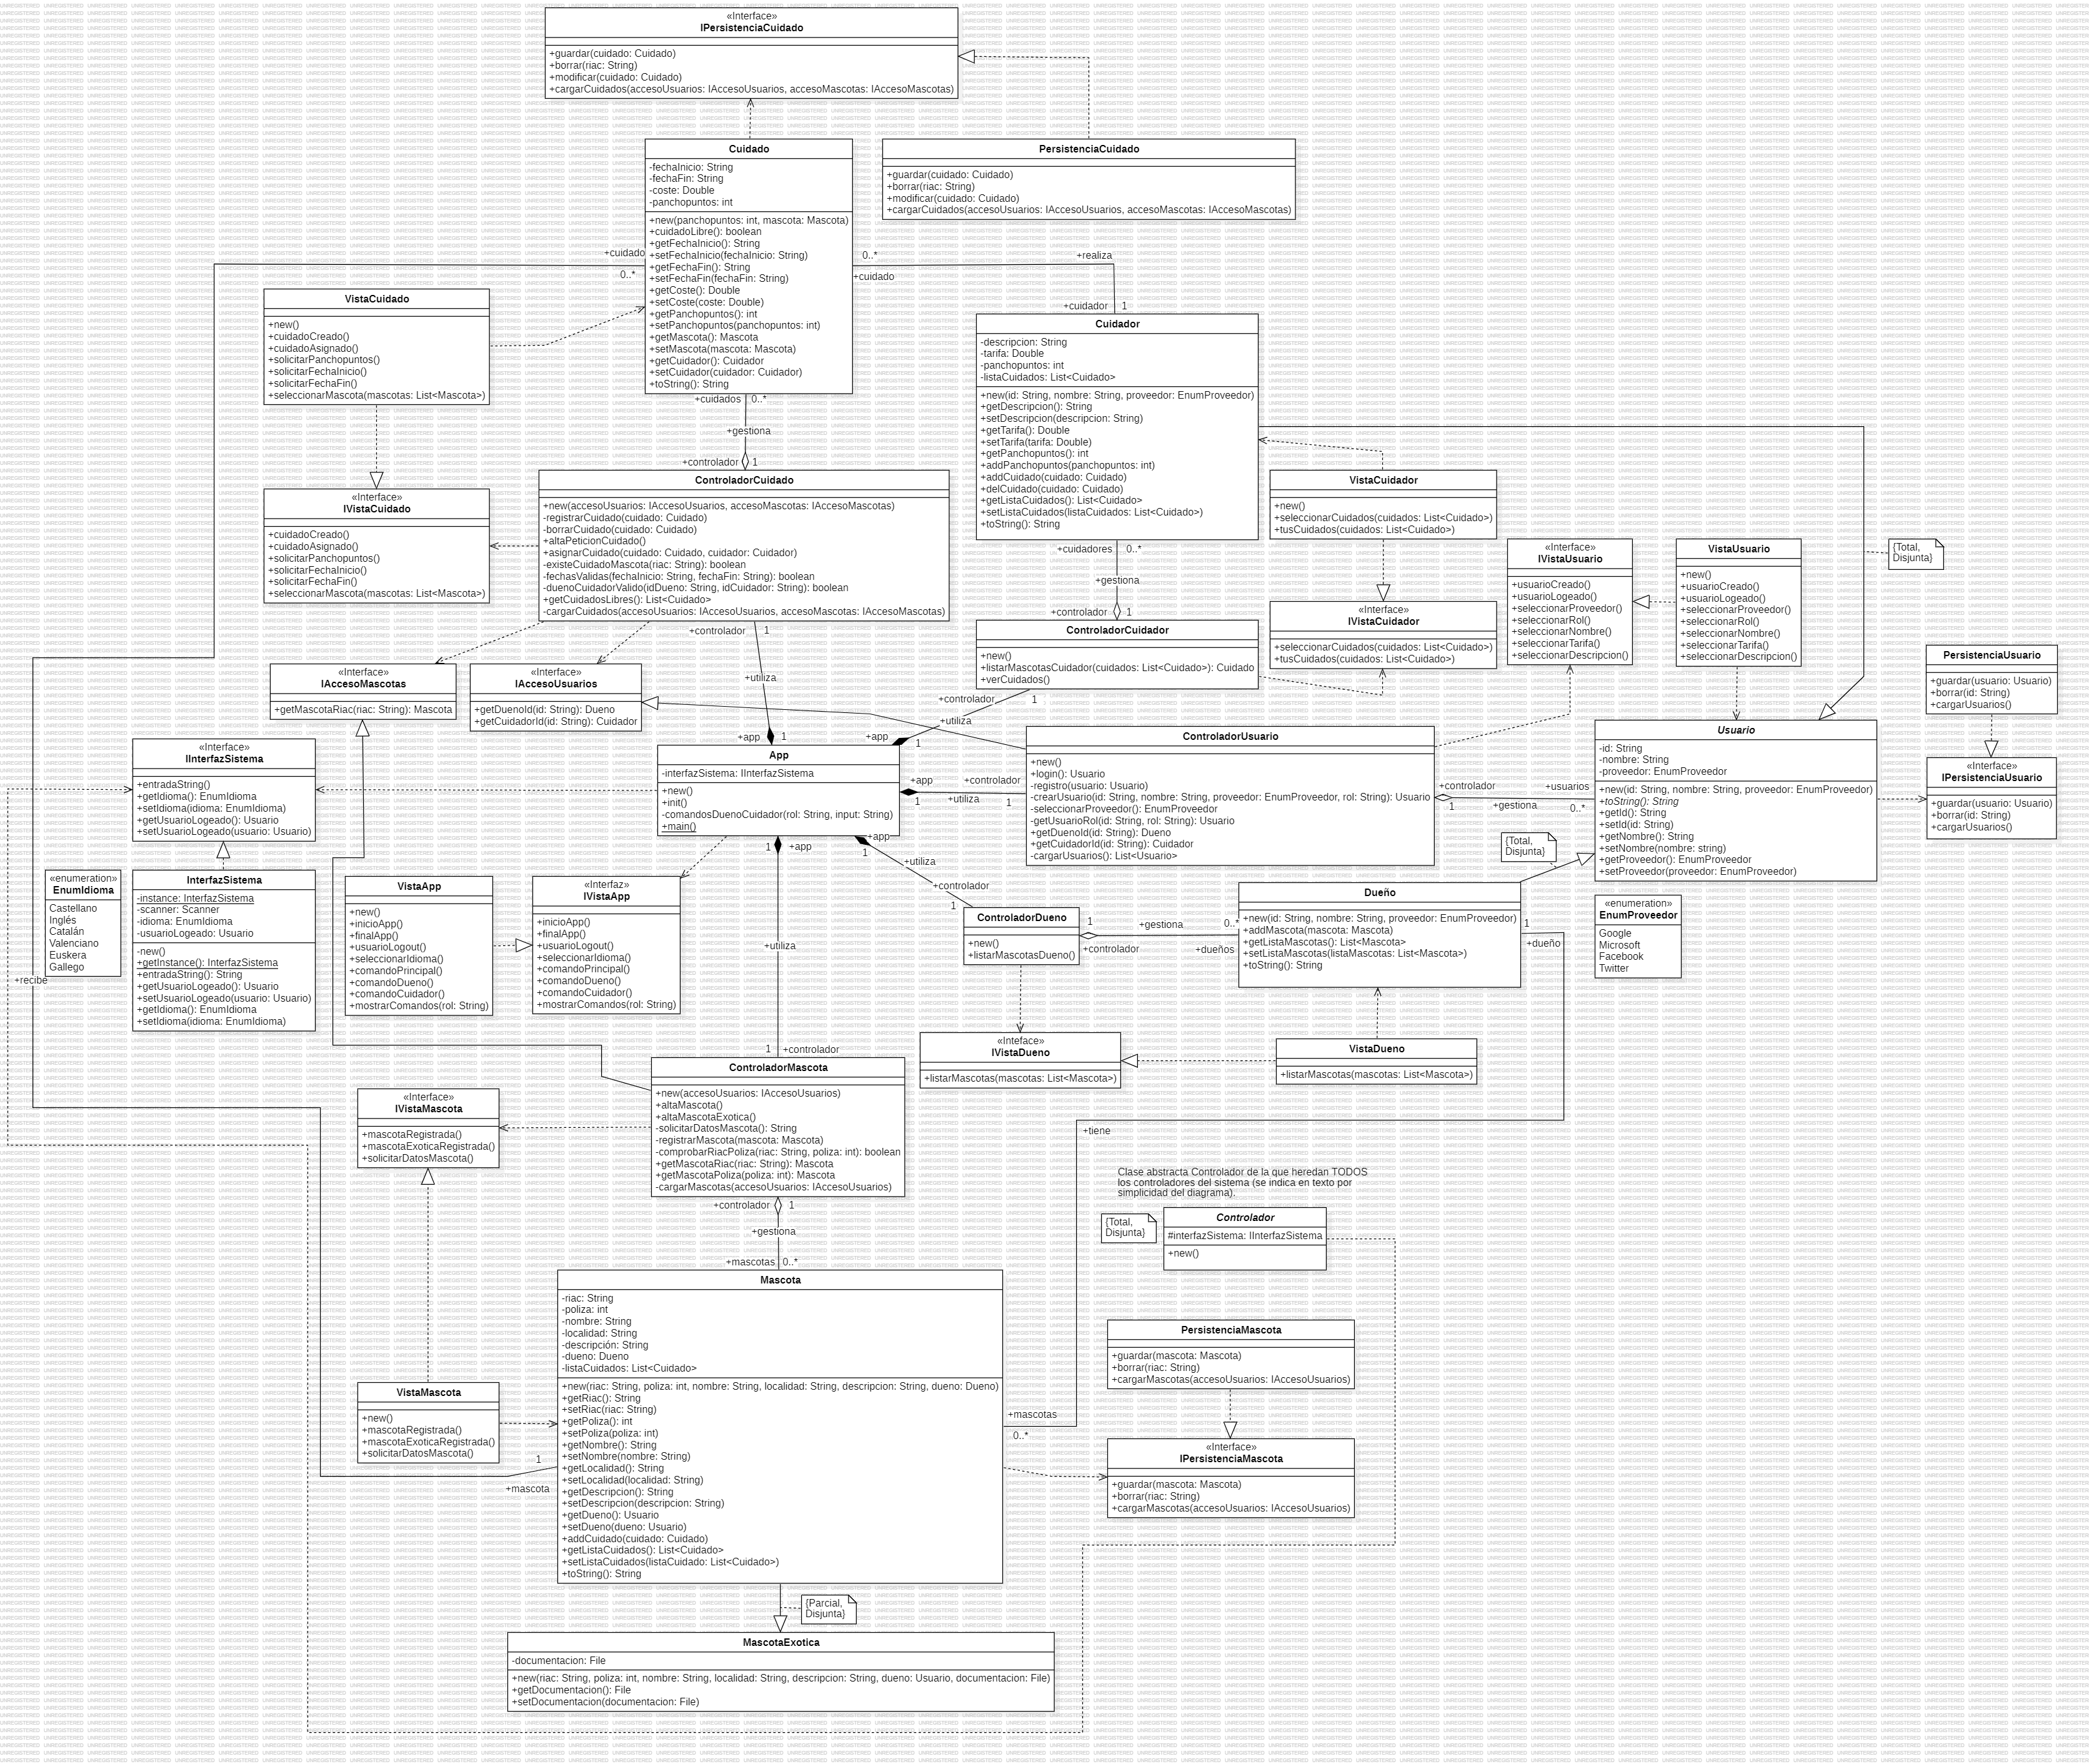 «Interface»
IPersistenciaCuidado
+guardar(cuidado: Cuidado)
+borrar(riac: String)
+modificar(cuidado: Cuidado)
+cargarCuidados(accesoUsuarios: IAccesoUsuarios, accesoMascotas: IAccesoMascotas)
Cuidado
-fechaInicio: String
-fechaFin: String
-coste: Double
-panchopuntos: int
+new(panchopuntos: int, mascota: Mascota)
+cuidadoLibre(): boolean
+getFechaInicio(): String
+setFechaInicio(fechaInicio: String)
+getFechaFin(): String
+setFechaFin(fechaFin: String)
+getCoste(): Double
+setCoste(coste: Double)
+getPanchopuntos(): int
+setPanchopuntos(panchopuntos: int)
+getMascota(): Mascota
+setMascota(mascota: Mascota)
+getCuidador(): Cuidador
+setCuidador(cuidador: Cuidador)
+toString(): String
PersistenciaCuidado
+guardar(cuidado: Cuidado)
+borrar(riac: String)
+modificar(cuidado: Cuidado)
+cargarCuidados(accesoUsuarios: IAccesoUsuarios, accesoMascotas: IAccesoMascotas)
+cuidado
0..*
0..*
+cuidado
+realiza
+cuidador
1
VistaCuidado
+new()
+cuidadoCreado()
+cuidadoAsignado()
+solicitarPanchopuntos()
+solicitarFechaInicio()
+solicitarFechaFin()
+seleccionarMascota(mascotas: List<Mascota>)
Cuidador
-descripcion: String
-tarifa: Double
-panchopuntos: int
-listaCuidados: List<Cuidado>
+new(id: String, nombre: String, proveedor: EnumProveedor)
+getDescripcion(): String
+setDescripcion(descripcion: String)
+getTarifa(): Double
+setTarifa(tarifa: Double)
+getPanchopuntos(): int
+addPanchopuntos(panchopuntos: int)
+addCuidado(cuidado: Cuidado)
+delCuidado(cuidado: Cuidado)
+getListaCuidados(): List<Cuidado>
+setListaCuidados(listaCuidados: List<Cuidado>)
+toString(): String
+cuidados
0..*
+gestiona
+controlador
1
«Interface»
IVistaCuidado
+cuidadoCreado()
+cuidadoAsignado()
+solicitarPanchopuntos()
+solicitarFechaInicio()
+solicitarFechaFin()
+seleccionarMascota(mascotas: List<Mascota>)
ControladorCuidado
+new(accesoUsuarios: IAccesoUsuarios, accesoMascotas: IAccesoMascotas)
-registrarCuidado(cuidado: Cuidado)
-borrarCuidado(cuidado: Cuidado)
+altaPeticionCuidado()
+asignarCuidado(cuidado: Cuidado, cuidador: Cuidador)
-existeCuidadoMascota(riac: String): boolean
-fechasValidas(fechaInicio: String, fechaFin: String): boolean
-duenoCuidadorValido(idDueno: String, idCuidador: String): boolean
+getCuidadosLibres(): List<Cuidado>
-cargarCuidados(accesoUsuarios: IAccesoUsuarios, accesoMascotas: IAccesoMascotas)
VistaCuidador
+new()
+seleccionarCuidados(cuidados: List<Cuidado>)
+tusCuidados(cuidados: List<Cuidado>)
«Interface»
IVistaUsuario
+usuarioCreado()
+usuarioLogeado()
+seleccionarProveedor()
+seleccionarRol()
+seleccionarNombre()
+seleccionarTarifa()
+seleccionarDescripcion()
VistaUsuario
+new()
+usuarioCreado()
+usuarioLogeado()
+seleccionarProveedor()
+seleccionarRol()
+seleccionarNombre()
+seleccionarTarifa()
+seleccionarDescripcion()
{Total,
Disjunta}
+cuidadores
0..*
+gestiona
+controlador
1
«Interface»
IVistaCuidador
+seleccionarCuidados(cuidados: List<Cuidado>)
+tusCuidados(cuidados: List<Cuidado>)
ControladorCuidador
+new()
+listarMascotasCuidador(cuidados: List<Cuidado>): Cuidado
+verCuidados()
+controlador
1
+utiliza
+app
1
«Interface»
IAccesoMascotas
+getMascotaRiac(riac: String): Mascota
«Interface»
IAccesoUsuarios
+getDuenoId(id: String): Dueno
+getCuidadorId(id: String): Cuidador
PersistenciaUsuario
+guardar(usuario: Usuario)
+borrar(id: String)
+cargarUsuarios()
+controlador
1
+utiliza
+app
1
«Interface»
IInterfazSistema
+entradaString()
+getIdioma(): EnumIdioma
+setIdioma(idioma: EnumIdioma)
+getUsuarioLogeado(): Usuario
+setUsuarioLogeado(usuario: Usuario)
App
-interfazSistema: IInterfazSistema
+new()
+init()
-comandosDuenoCuidador(rol: String, input: String)
+main()
+app
1
+utiliza
+controlador
1
ControladorUsuario
+new()
+login(): Usuario
-registro(usuario: Usuario)
-crearUsuario(id: String, nombre: String, proveedor: EnumProveedor, rol: String): Usuario
-seleccionarProveedor(): EnumProveedor
-getUsuarioRol(id: String, rol: String): Usuario
+getDuenoId(id: String): Dueno
+getCuidadorId(id: String): Cuidador
-cargarUsuarios(): List<Usuario>
+controlador
1
+gestiona
+usuarios
0..*
Usuario
-id: String
-nombre: String
-proveedor: EnumProveedor
+new(id: String, nombre: String, proveedor: EnumProveedor)
+toString(): String
+getId(): String
+setId(id: String)
+getNombre(): String
+setNombre(nombre: string)
+getProveedor(): EnumProveedor
+setProveedor(proveedor: EnumProveedor)
«Interface»
IPersistenciaUsuario
+guardar(usuario: Usuario)
+borrar(id: String)
+cargarUsuarios()
{Total,
Disjunta}
«enumeration»
EnumIdioma
Castellano
Inglés
Catalán
Valenciano
Euskera
Gallego
InterfazSistema
-instance: InterfazSistema
-scanner: Scanner
-idioma: EnumIdioma
-usuarioLogeado: Usuario
-new()
+getInstance(): InterfazSistema
+entradaString(): String
+getUsuarioLogeado(): Usuario
+setUsuarioLogeado(usuario: Usuario)
+getIdioma(): EnumIdioma
+setIdioma(idioma: EnumIdioma)
+recibe
VistaApp
+new()
+inicioApp()
+finalApp()
+usuarioLogout()
+seleccionarIdioma()
+comandoPrincipal()
+comandoDueno()
+comandoCuidador()
+mostrarComandos(rol: String)
«Interfaz»
IVistaApp
+inicioApp()
+finalApp()
+usuarioLogout()
+seleccionarIdioma()
+comandoPrincipal()
+comandoDueno()
+comandoCuidador()
+mostrarComandos(rol: String)
1
+app
+utiliza
1
+controlador
+app
1
+utiliza
+controlador
1
ControladorDueno
+new()
+listarMascotasDueno()
1
+controlador
+gestiona
0..*
+dueños
Dueño
+new(id: String, nombre: String, proveedor: EnumProveedor)
+addMascota(mascota: Mascota)
+getListaMascotas(): List<Mascota>
+setListaMascotas(listaMascotas: List<Mascota>)
+toString(): String
1
+dueño
«enumeration»
EnumProveedor
Google
Microsoft
Facebook
Twitter
«Inteface»
IVistaDueno
+listarMascotas(mascotas: List<Mascota>)
VistaDueno
+listarMascotas(mascotas: List<Mascota>)
ControladorMascota
+new(accesoUsuarios: IAccesoUsuarios)
+altaMascota()
+altaMascotaExotica()
-solicitarDatosMascota(): String
-registrarMascota(mascota: Mascota)
-comprobarRiacPoliza(riac: String, poliza: int): boolean
+getMascotaRiac(riac: String): Mascota
+getMascotaPoliza(poliza: int): Mascota
-cargarMascotas(accesoUsuarios: IAccesoUsuarios)
«Interface»
IVistaMascota
+mascotaRegistrada()
+mascotaExoticaRegistrada()
+solicitarDatosMascota()
+tiene
Clase abstracta Controlador de la que heredan TODOS
los controladores del sistema (se indica en texto por
simplicidad del diagrama).
{Total,
Disjunta}
Controlador
#interfazSistema: IInterfazSistema
+new()
+controlador
1
+gestiona
+mascotas
0..*
Mascota
-riac: String
-poliza: int
-nombre: String
-localidad: String
-descripción: String
-dueno: Dueno
-listaCuidados: List<Cuidado>
+new(riac: String, poliza: int, nombre: String, localidad: String, descripcion: String, dueno: Dueno)
+getRiac(): String
+setRiac(riac: String)
+getPoliza(): int
+setPoliza(poliza: int)
+getNombre(): String
+setNombre(nombre: String)
+getLocalidad(): String
+setLocalidad(localidad: String)
+getDescripcion(): String
+setDescripcion(descripcion: String)
+getDueno(): Usuario
+setDueno(dueno: Usuario)
+addCuidado(cuidado: Cuidado)
+getListaCuidados(): List<Cuidado>
+setListaCuidados(listaCuidado: List<Cuidado>)
+toString(): String
PersistenciaMascota
+guardar(mascota: Mascota)
+borrar(riac: String)
+cargarMascotas(accesoUsuarios: IAccesoUsuarios)
VistaMascota
+new()
+mascotaRegistrada()
+mascotaExoticaRegistrada()
+solicitarDatosMascota()
1
+mascota
+mascotas
0..*
«Interface»
IPersistenciaMascota
+guardar(mascota: Mascota)
+borrar(riac: String)
+cargarMascotas(accesoUsuarios: IAccesoUsuarios)
{Parcial,
Disjunta}
MascotaExotica
-documentacion: File
+new(riac: String, poliza: int, nombre: String, localidad: String, descripcion: String, dueno: Usuario, documentacion: File)
+getDocumentacion(): File
+setDocumentacion(documentacion: File)